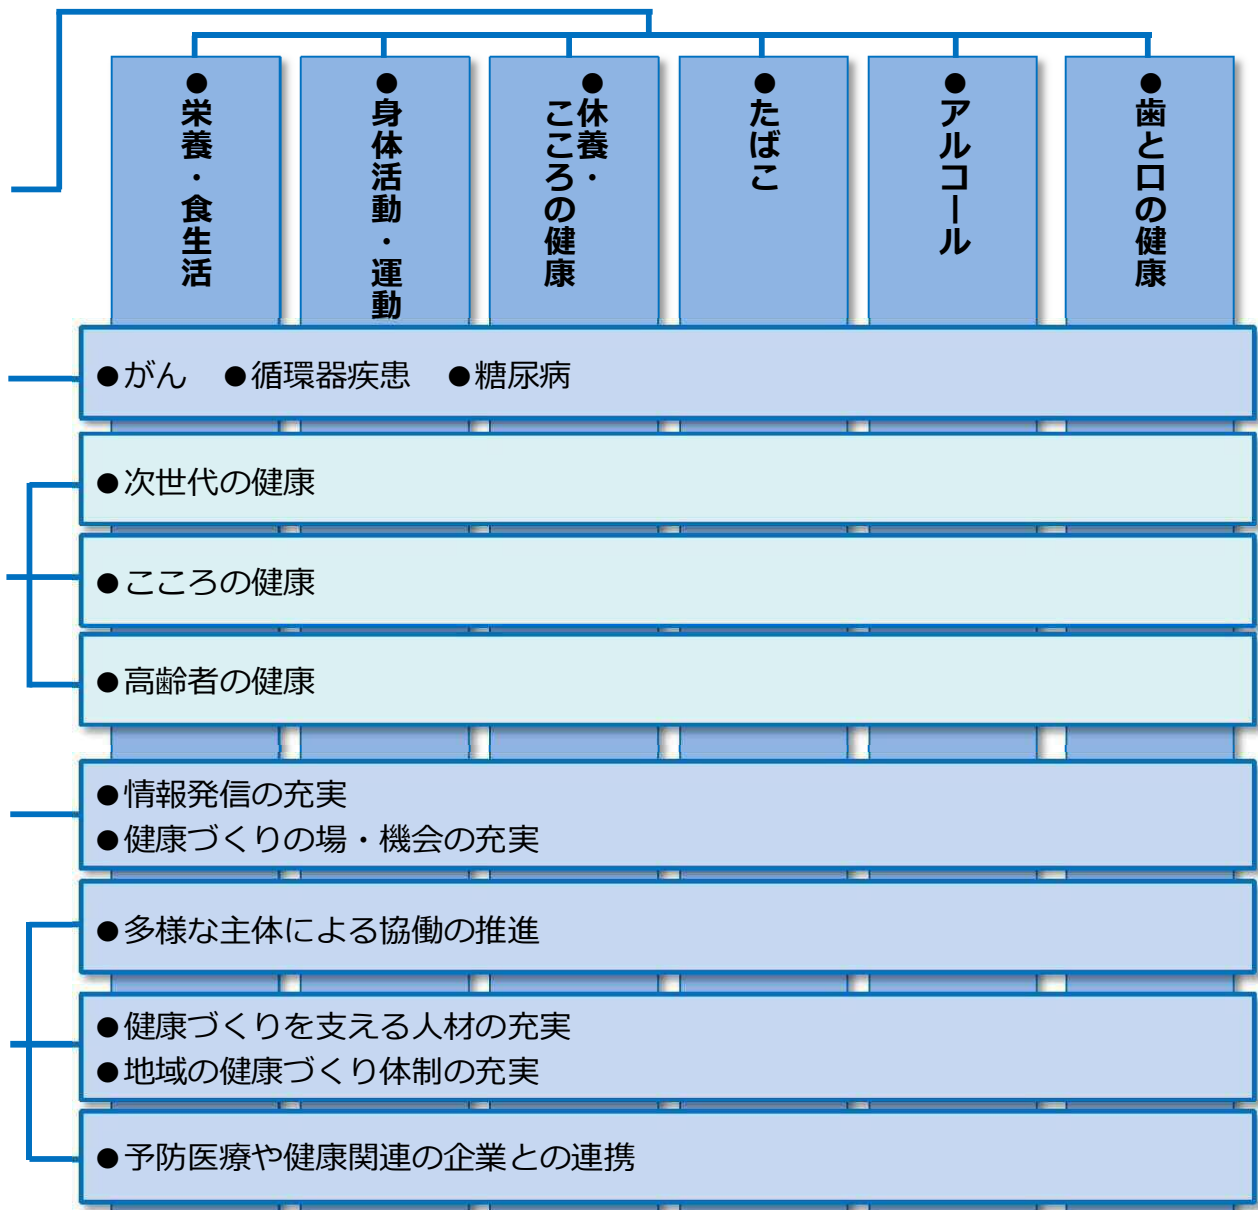 ●栄養・食生活
●身体活動・運動
●休養・
こころの健康
●たばこ
●アルコール
●歯と口の健康
●がん　●循環器疾患　●糖尿病
●次世代の健康
●こころの健康
●高齢者の健康
●情報発信の充実
●健康づくりの場・機会の充実
●多様な主体による協働の推進
●健康づくりを支える人材の充実
●地域の健康づくり体制の充実
●予防医療や健康関連の企業との連携